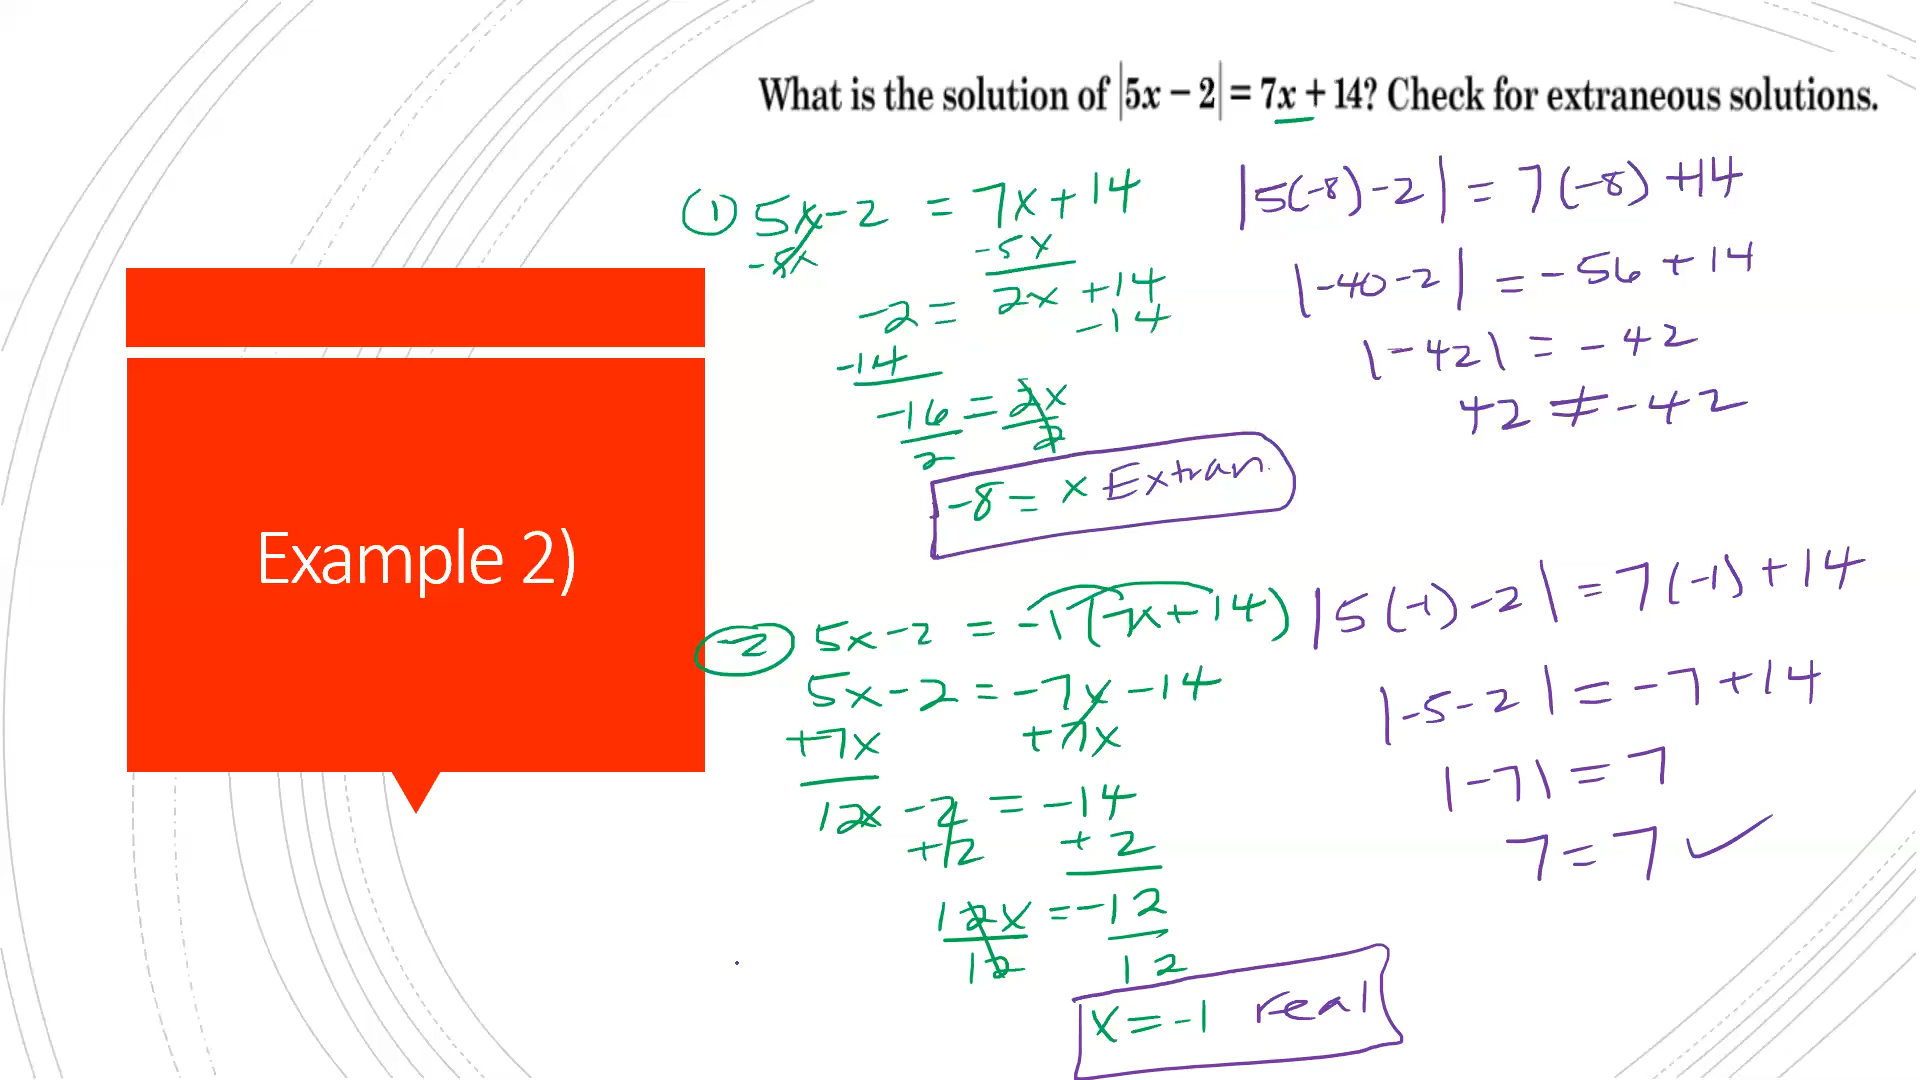 What is the solution of |5x − 2| = 7x + 14? Check for extraneous solutions.
Example 2)
① 5x - 2 = 7x + 14
-5x -5x
-2 = 2x + 14
-14 -14
-16 = 2x
2 2
-8 = x Extran.
|5(-8) - 2| = 7(-8) + 14
|-40 - 2| = -56 + 14
|-42| = -42
42 ≠ -42
② 5x - 2 = -1(7x + 14)
5x - 2 = -7x - 14
+7x +7x
12x - 2 = -14
+2 +2
12x = -12
12 12
x = -1 real
|5(-1) - 2| = 7(-1) + 14
|-5 - 2| = -7 + 14
|-7| = 7
7 = 7 ✓